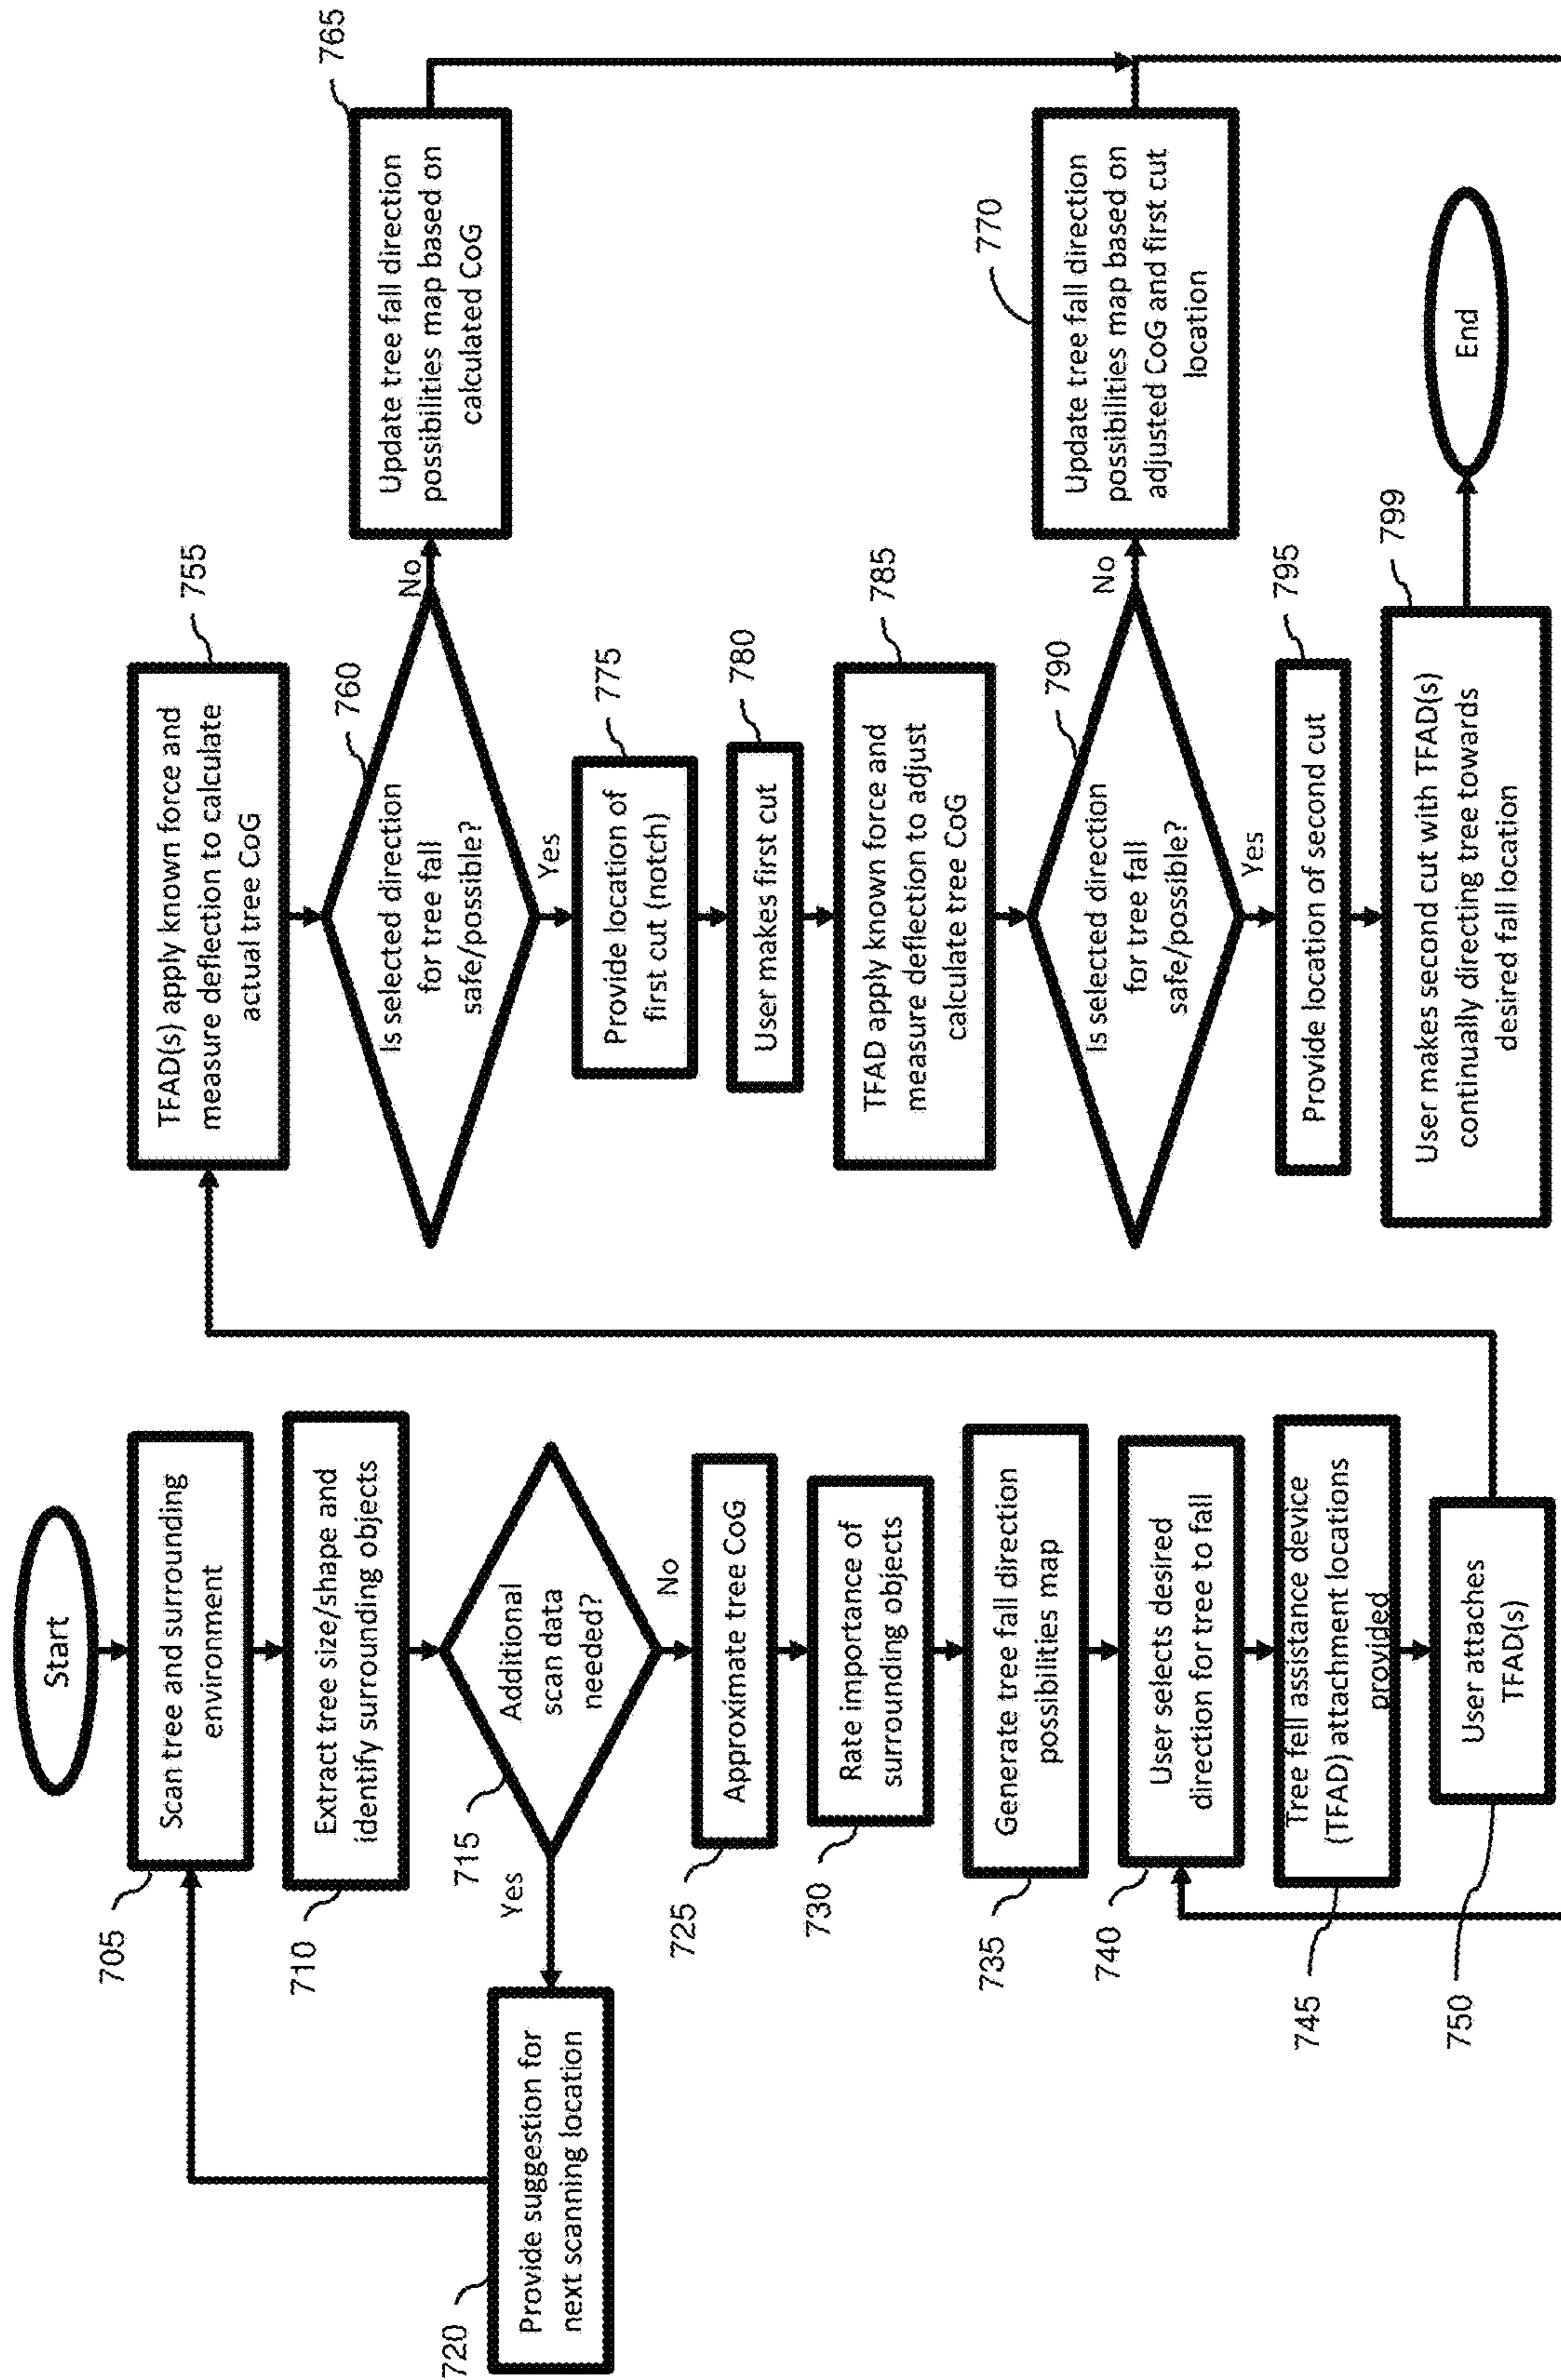 Start
705
Scan tree and surrounding
environment
710
Extract tree size/shape and
identify surrounding objects
715
Additional
scan data
needed?
Yes
No
720
Provide suggestion for
next scanning location
725
Approximate tree CoG
730
Rate importance of
surrounding objects
735
Generate tree fall direction
possibilities map
740
User selects desired
direction for tree to fall
745
Tree fell assistance device
(TFAD) attachment locations
provided
750
User attaches
TFAD(s)
755
TFAD(s) apply known force and
measure deflection to calculate
actual tree CoG
760
Is selected direction
for tree fall
safe/possible?
No
Yes
765
Update tree fall direction
possibilities map based on
calculated CoG
775
Provide location of
first cut (notch)
780
User makes first cut
785
TFAD apply known force and
measure deflection to adjust
calculate tree CoG
790
Is selected direction
for tree fall
safe/possible?
No
Yes
770
Update tree fall direction
possibilities map based on
adjusted CoG and first cut
location
795
Provide location of second cut
799
User makes second cut with TFAD(s)
continually directing tree towards
desired fall location
End